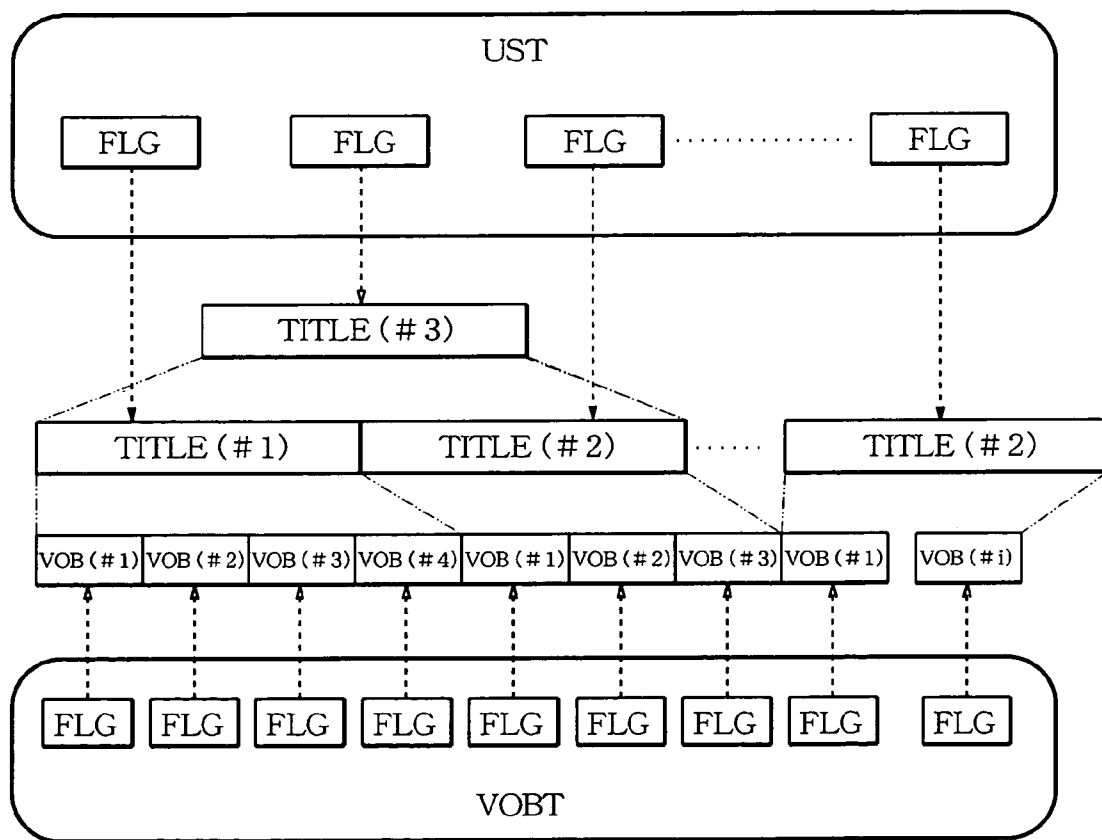 UST
FLG FLG FLG FLG
TITLE(#3)
TITLE(#1) TITLE(#2) TITLE(#2)
VOB(#1) VOB(#2) VOB(#3) VOB(#4) VOB(#1) VOB(#2) VOB(#3) VOB(#1) VOB(#i)
FLG FLG FLG FLG FLG FLG FLG FLG FLG
VOBT